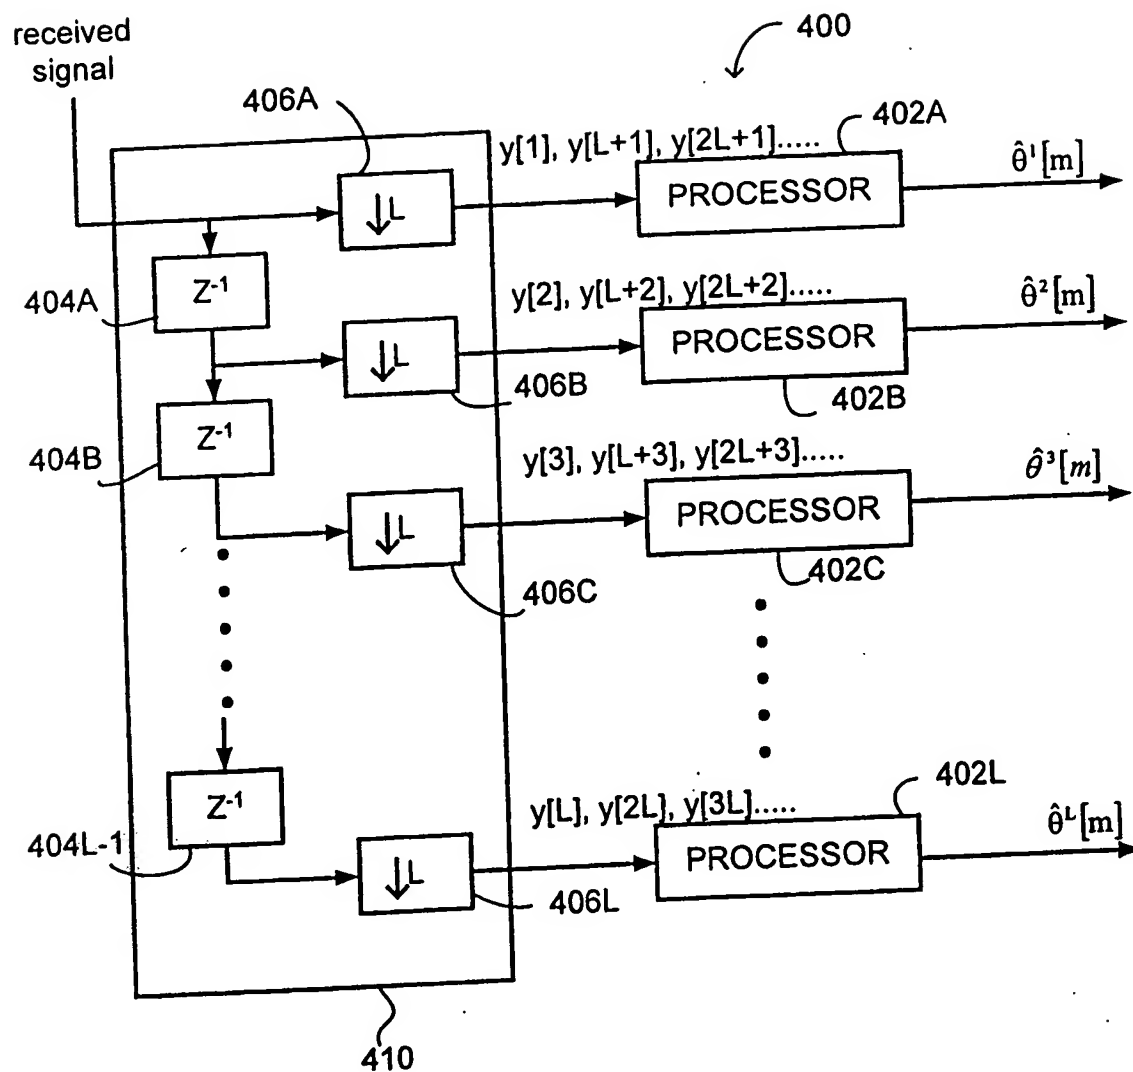 received
signal
400
406A
402A
y[1], y[L+1], y[2L+1].....
PROCESSOR
θ̂¹[m]
↓L
404A
Z⁻¹
y[2], y[L+2], y[2L+2].....
PROCESSOR
θ̂²[m]
↓L
406B
402B
404B
Z⁻¹
y[3], y[L+3], y[2L+3].....
PROCESSOR
θ̂³[m]
↓L
406C
402C
402L
Z⁻¹
y[L], y[2L], y[3L].....
PROCESSOR
θ̂ᴸ[m]
404L-1
↓L
406L
410